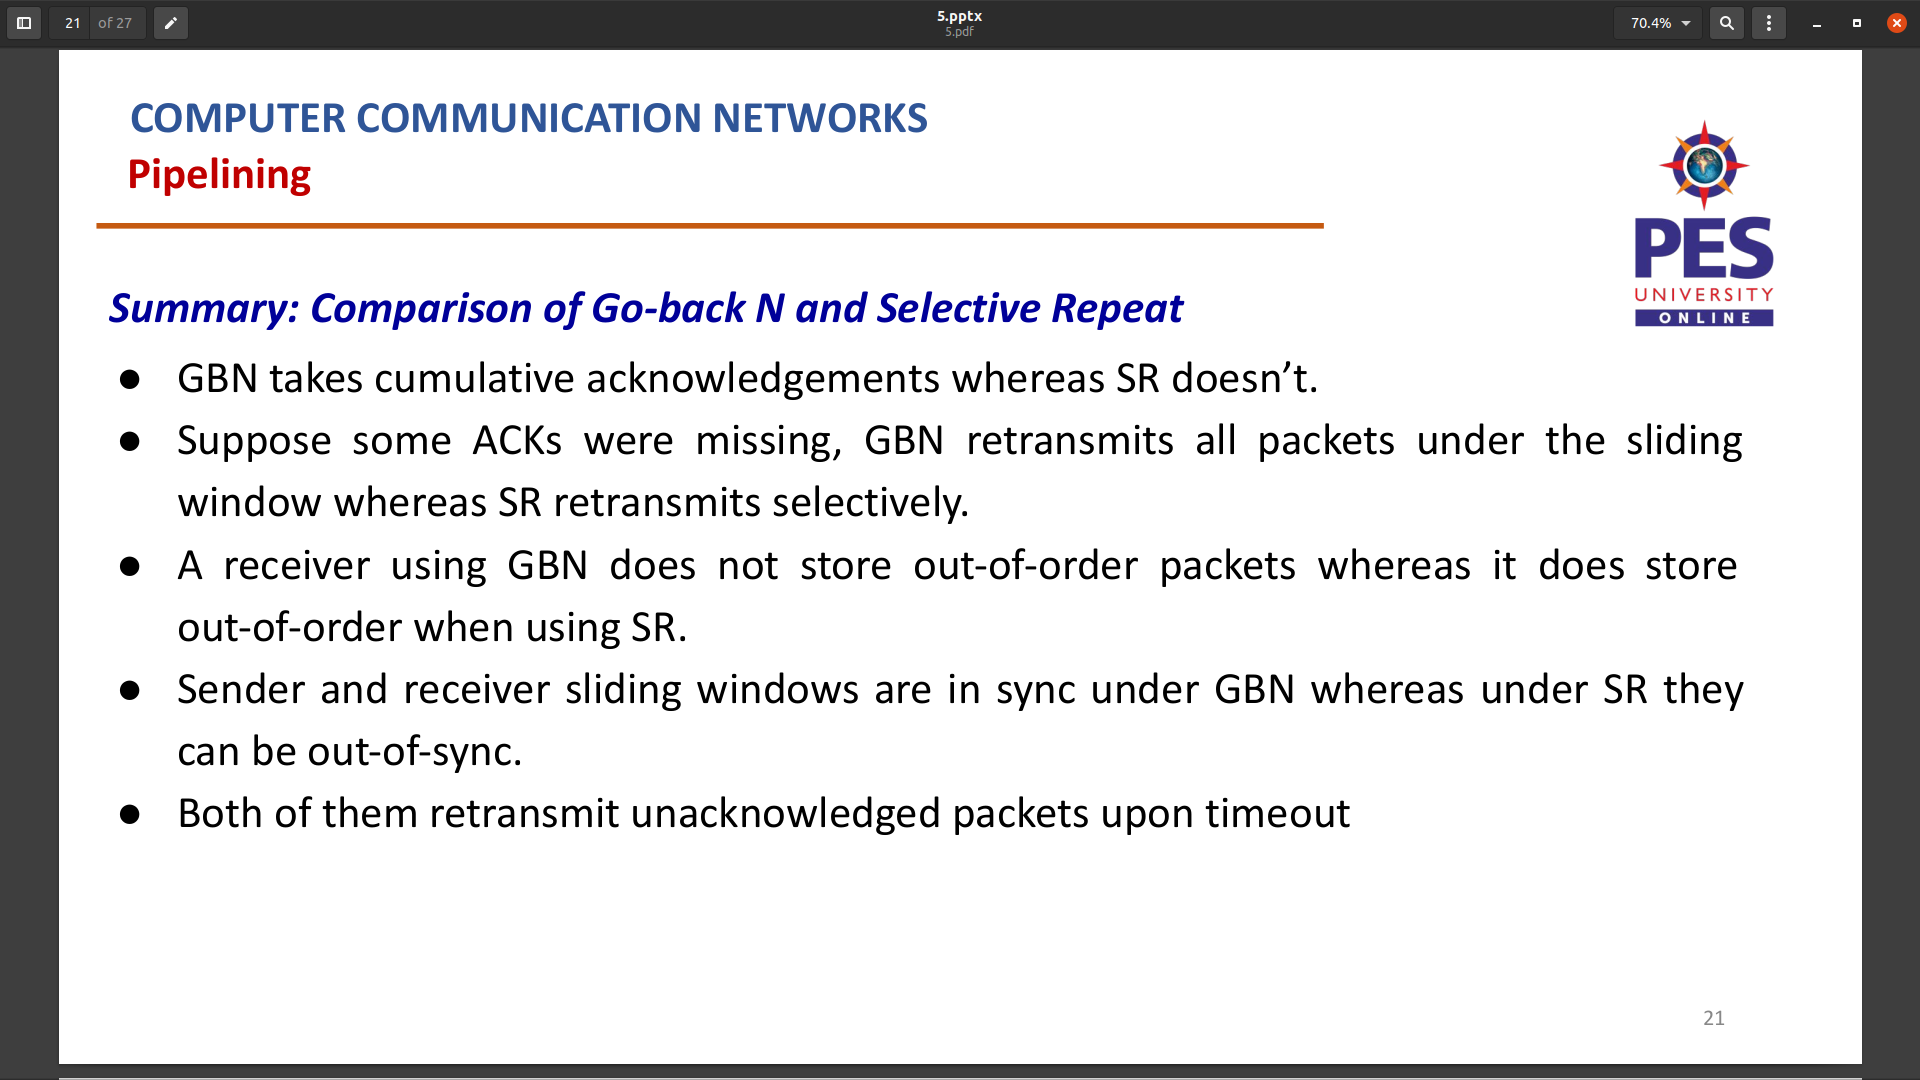 21 of 27
5.pptx
5.pdf
70.4%
COMPUTER COMMUNICATION NETWORKS
Pipelining
PES
UNIVERSITY
ONLINE
Summary: Comparison of Go-back N and Selective Repeat
● GBN takes cumulative acknowledgements whereas SR doesn’t.
● Suppose some ACKs were missing, GBN retransmits all packets under the sliding
window whereas SR retransmits selectively.
● A receiver using GBN does not store out-of-order packets whereas it does store
out-of-order when using SR.
● Sender and receiver sliding windows are in sync under GBN whereas under SR they
can be out-of-sync.
● Both of them retransmit unacknowledged packets upon timeout
21